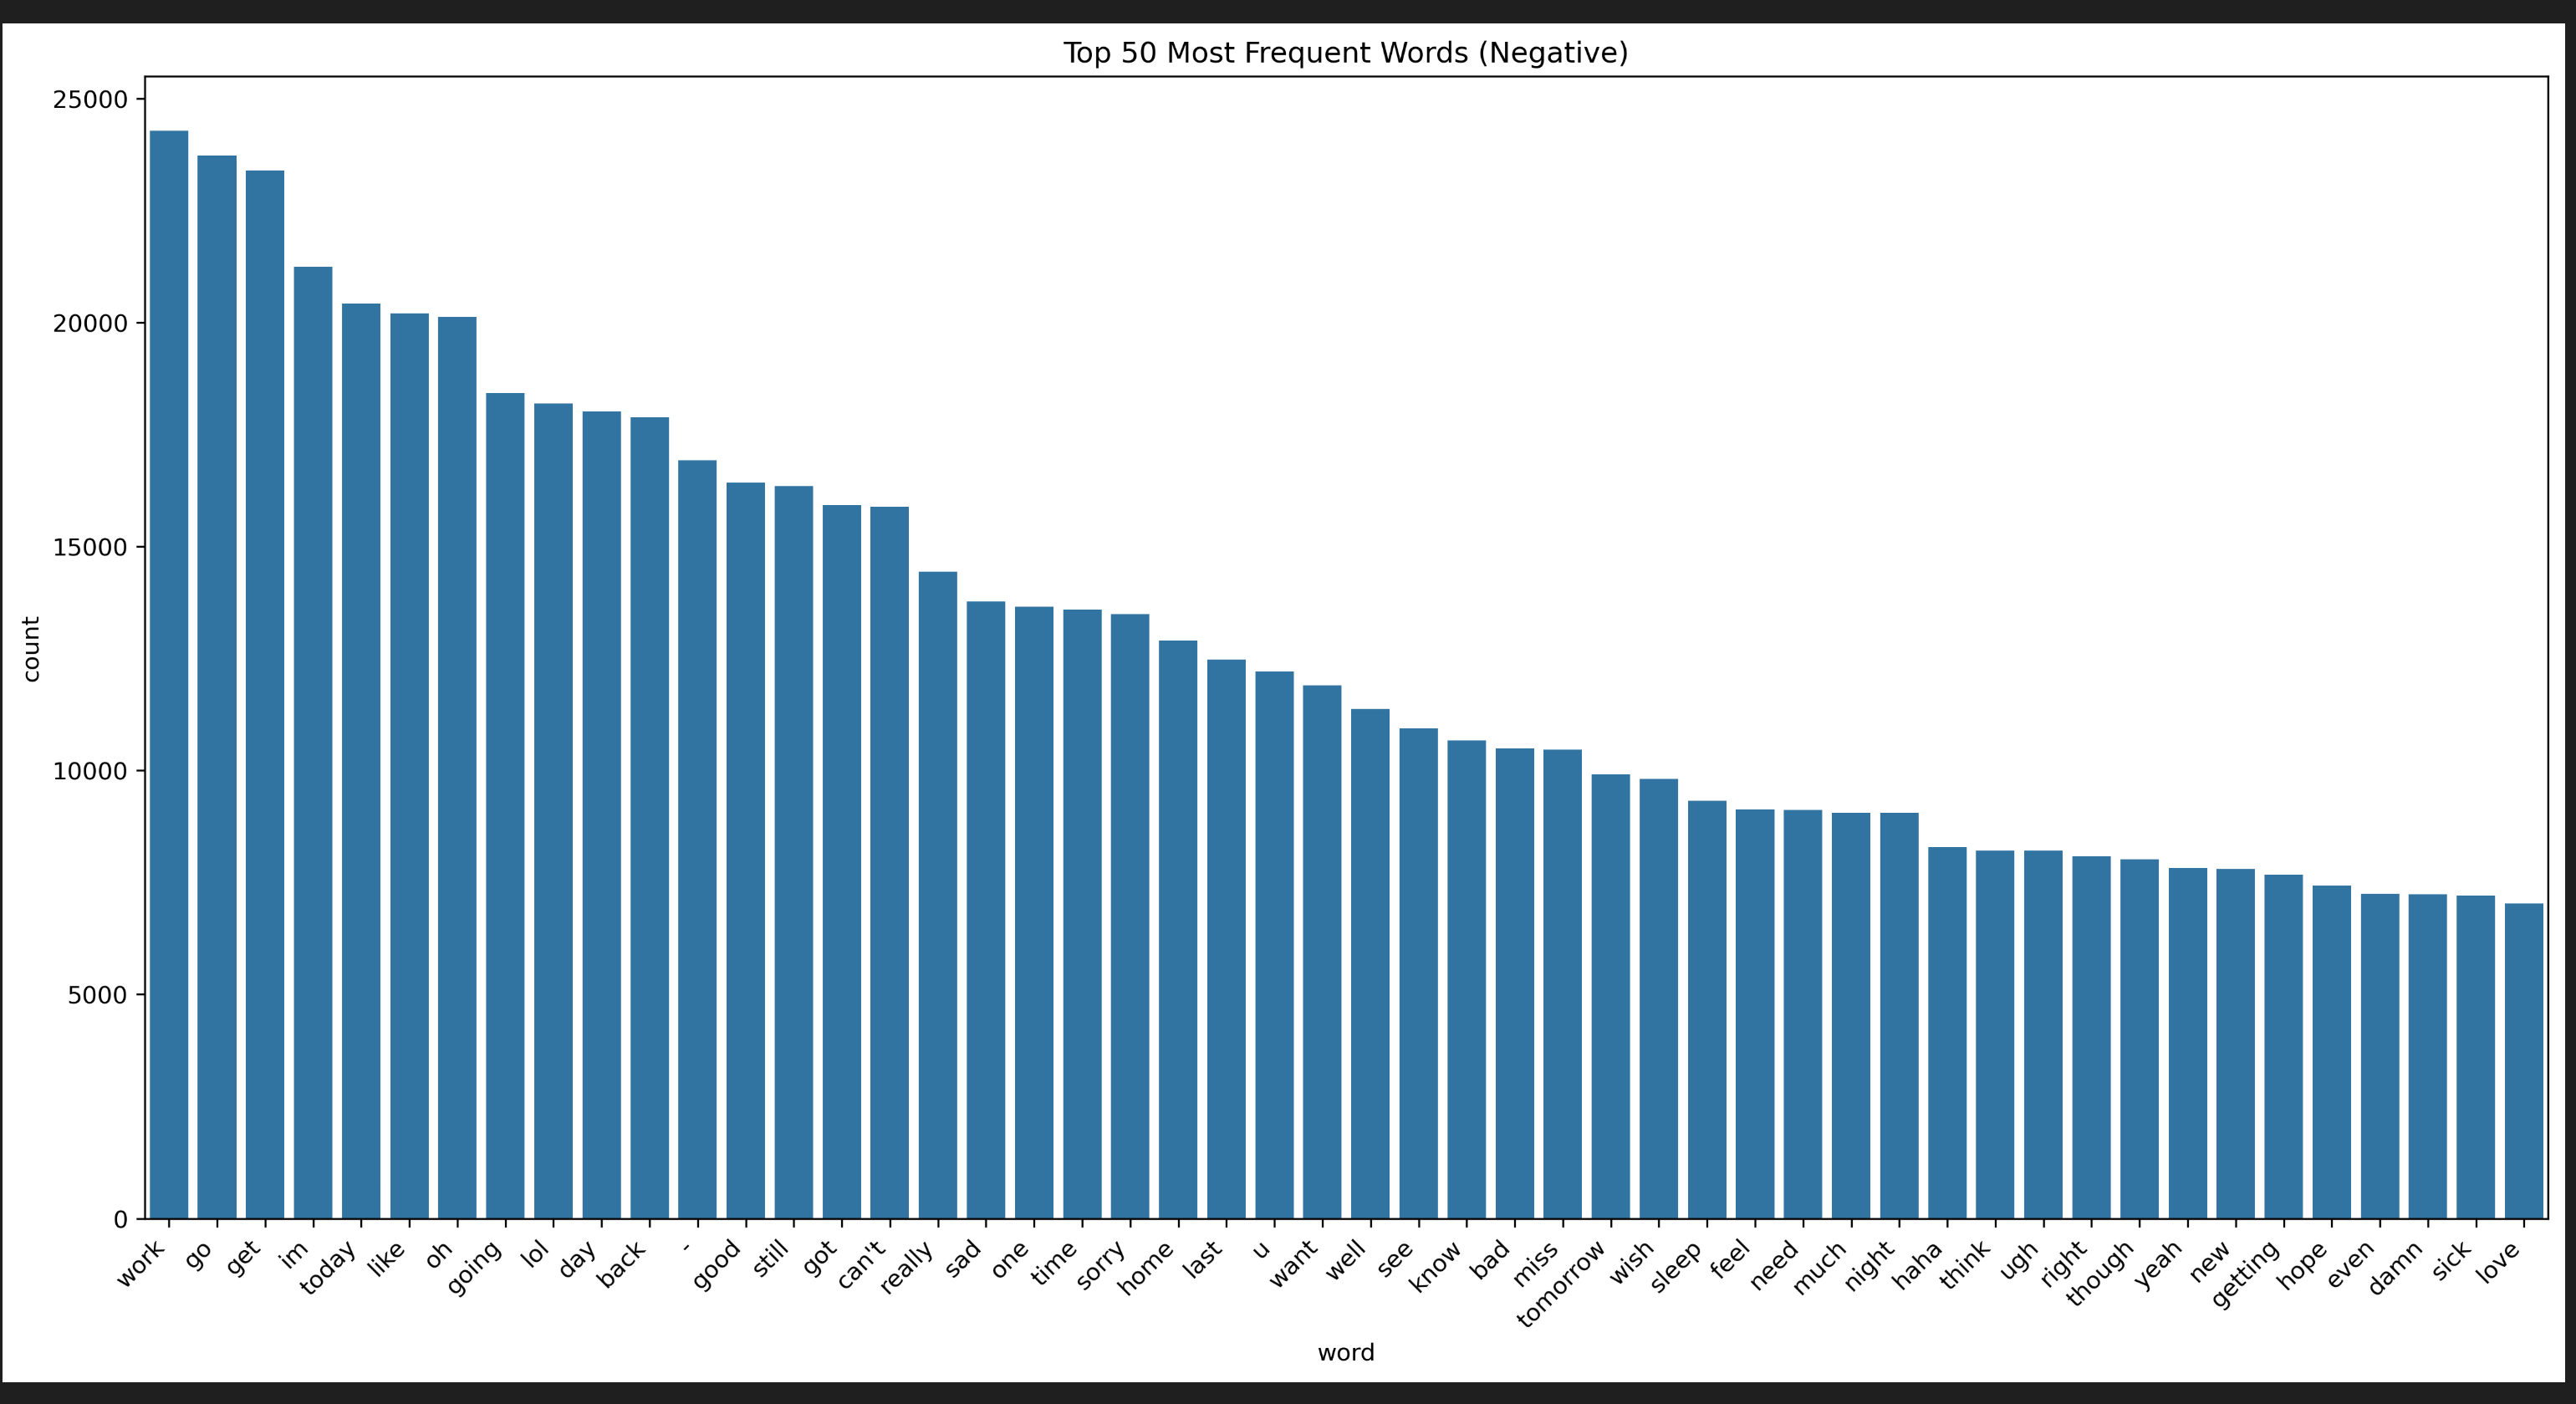 Top 50 Most Frequent Words (Negative)
25000
20000
15000
10000
5000
0
count
work go get im today like oh going lol day back - good still got can't really sad one time sorry home last u want well see know bad miss tomorrow wish sleep feel need much night haha think ugh right though yeah new getting hope even damn sick love
word